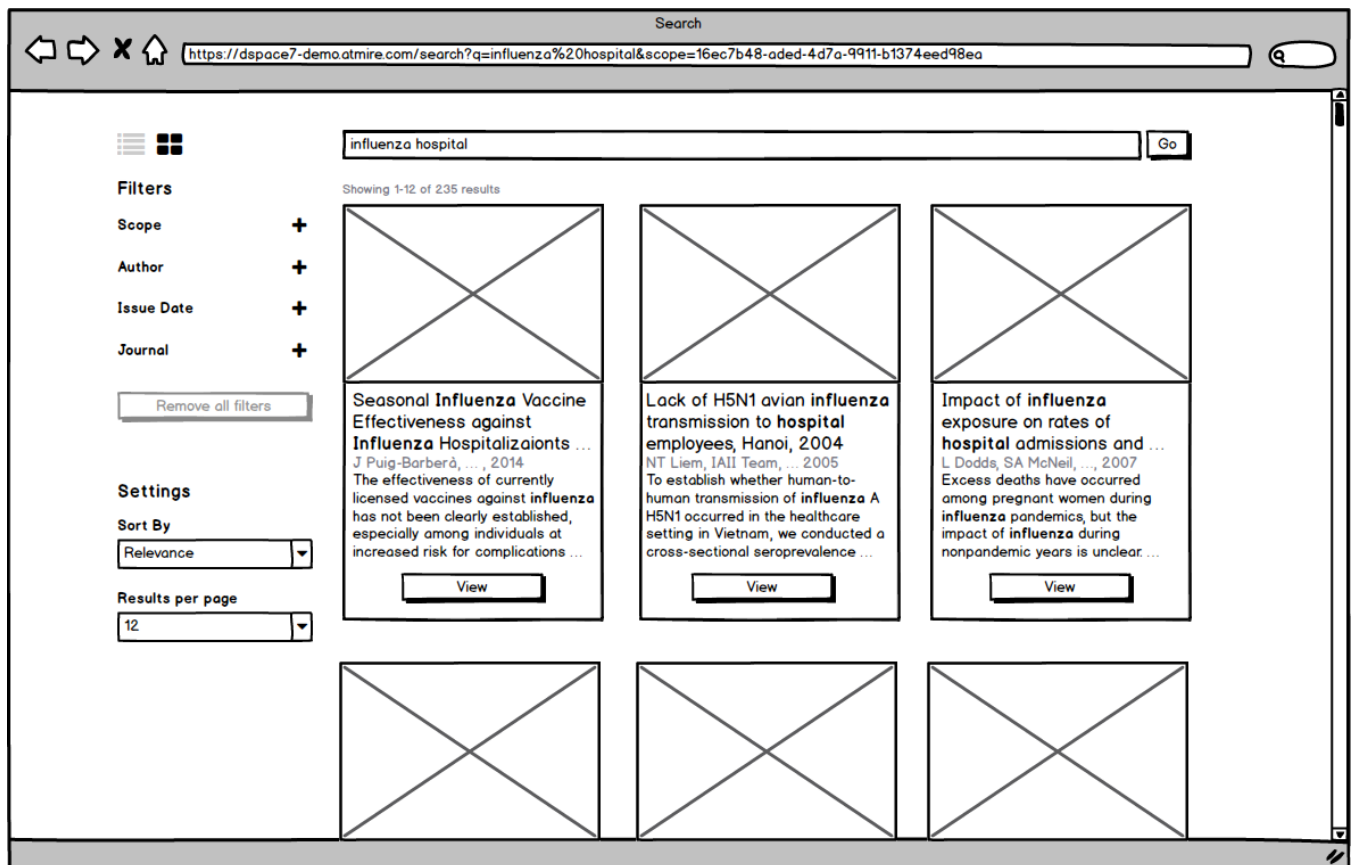 Search
https://dspace7-demo.atmire.com/search?q=influenza%20hospital&scope=16ec7b48-aded-4d7a-9911-b1374eed98ea
influenza hospital
Go
Filters
Scope
Author
Issue Date
Journal
Remove all filters
Settings
Sort By
Relevance
Results per page
12
Showing 1-12 of 235 results
Seasonal Influenza Vaccine
Effectiveness against
Influenza Hospitalizaionts ...
J Puig-Barberà, ... , 2014
The effectiveness of currently
licensed vaccines against influenza
has not been clearly established,
especially among individuals at
increased risk for complications ...
View
Lack of H5N1 avian influenza
transmission to hospital
employees, Hanoi, 2004
NT Liem, IAII Team, ... 2005
To establish whether human-to-
human transmission of influenza A
H5N1 occurred in the healthcare
setting in Vietnam, we conducted a
cross-sectional seroprevalence ...
View
Impact of influenza
exposure on rates of
hospital admissions and ...
L Dodds, SA McNeil, ..., 2007
Excess deaths have occurred
among pregnant women during
influenza pandemics, but the
impact of influenza during
nonpandemic years is unclear. ...
View